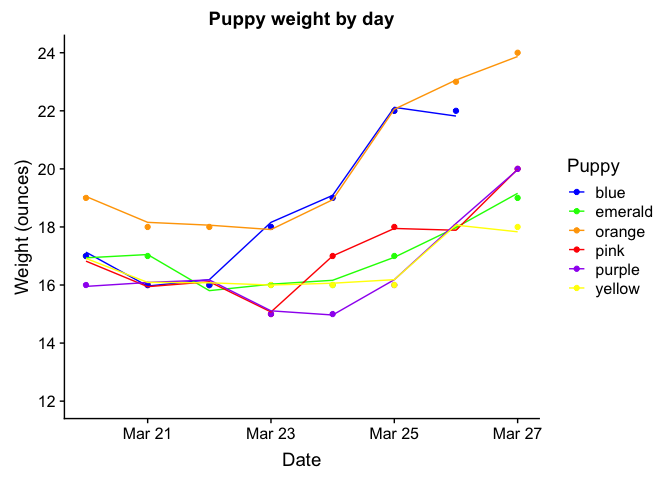 Puppy weight by day
24
22
20
18
16
14
12
Weight (ounces)
Mar 21 Mar 23 Mar 25 Mar 27
Date
Puppy
blue
emerald
orange
pink
purple
yellow